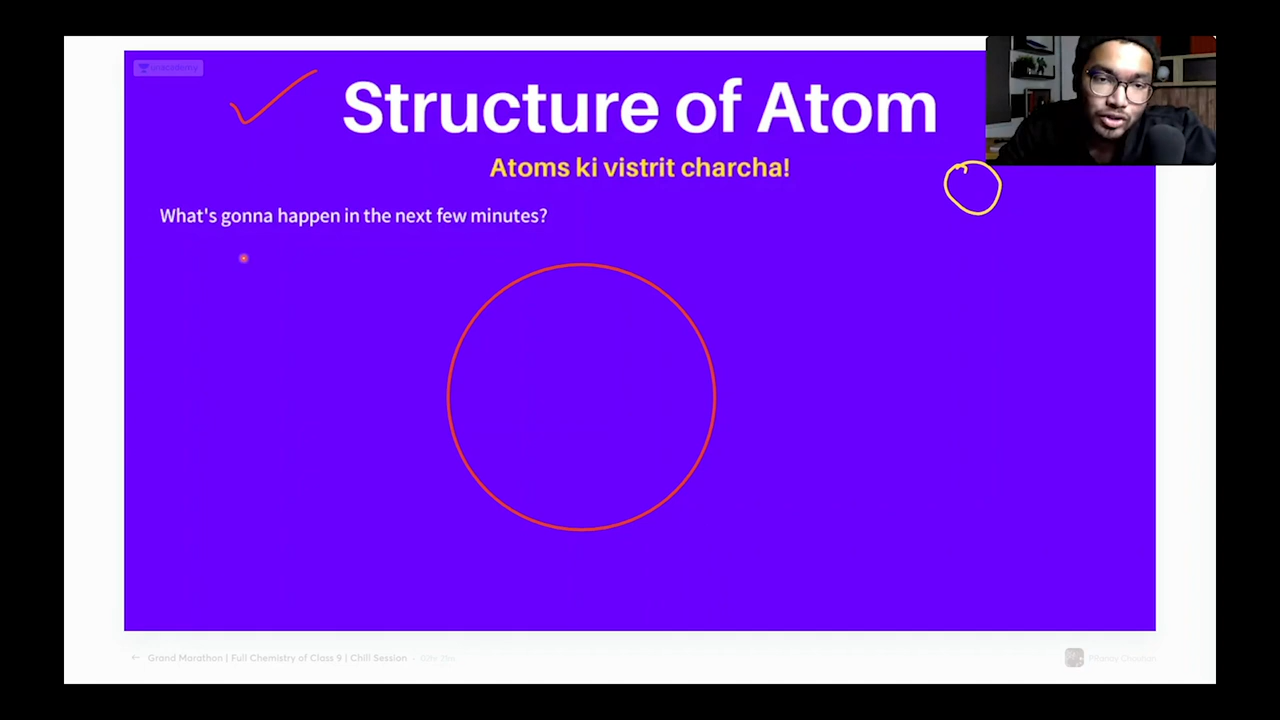 unacademy
Structure of Atom
Atoms ki vistrit charcha!
What's gonna happen in the next few minutes?
← Grand Marathon | Full Chemistry of Class 9 | Chill Session